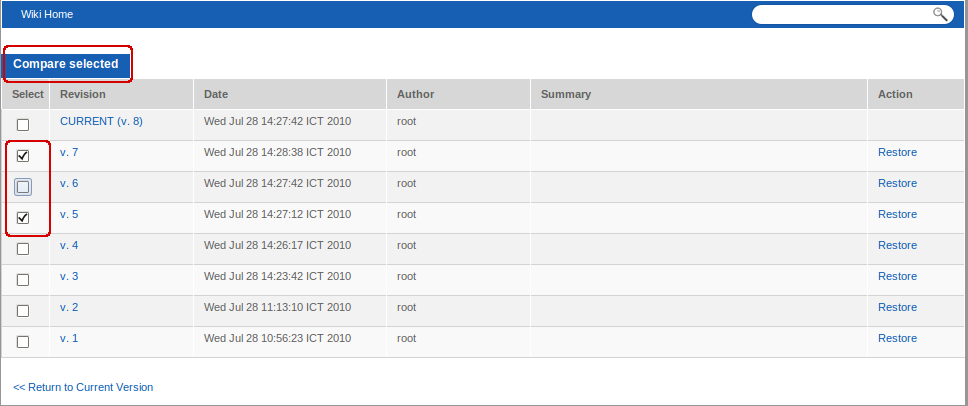 Wiki Home
Compare selected
Select Revision Date Author Summary Action
CURRENT (v. 8) Wed Jul 28 14:27:42 ICT 2010 root
v. 7 Wed Jul 28 14:28:38 ICT 2010 root Restore
v. 6 Wed Jul 28 14:27:42 ICT 2010 root Restore
v. 5 Wed Jul 28 14:27:12 ICT 2010 root Restore
v. 4 Wed Jul 28 14:26:17 ICT 2010 root Restore
v. 3 Wed Jul 28 14:23:42 ICT 2010 root Restore
v. 2 Wed Jul 28 11:13:10 ICT 2010 root Restore
v. 1 Wed Jul 28 10:56:23 ICT 2010 root Restore
<< Return to Current Version